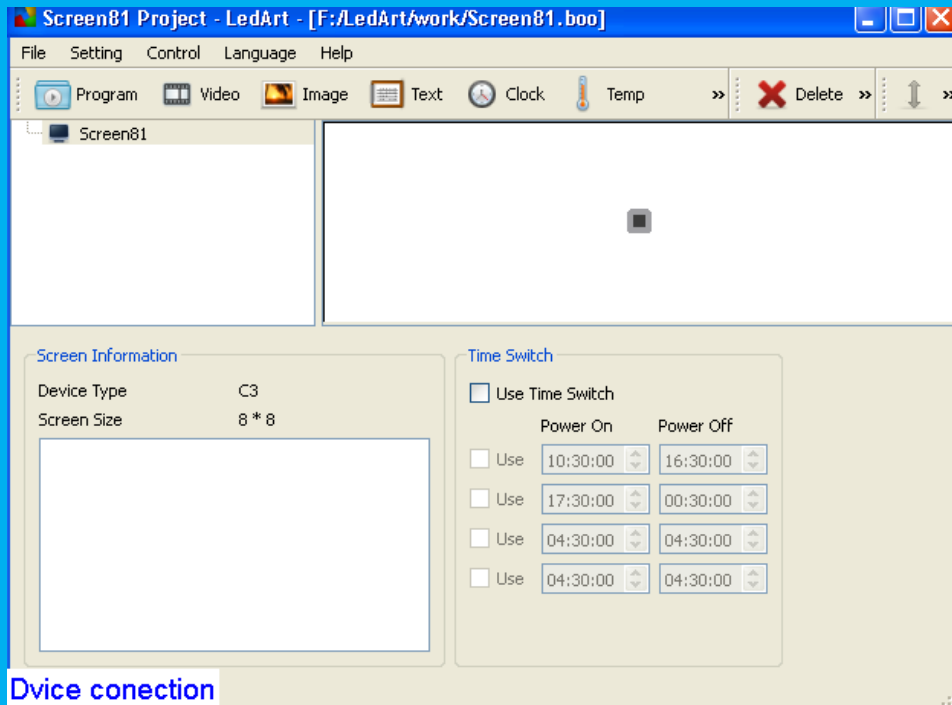 Screen81 Project - LedArt - [F:/LedArt/work/Screen81.boo]
File Setting Control Language Help
Program Video Image Text Clock Temp » Delete » »
Screen81
Screen Information
Device Type C3
Screen Size 8 * 8
Time Switch
Use Time Switch
Power On Power Off
Use 10:30:00 16:30:00
Use 17:30:00 00:30:00
Use 04:30:00 04:30:00
Use 04:30:00 04:30:00
Dvice conection